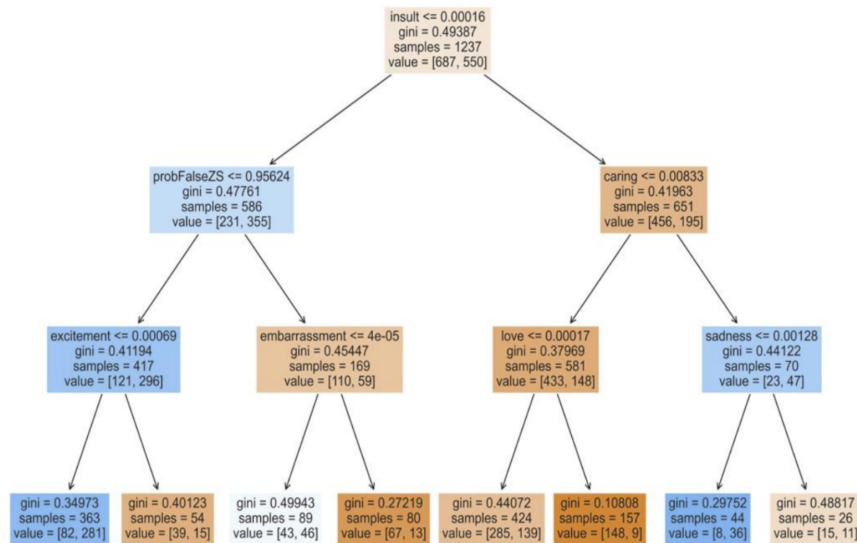 insult <= 0.00016
gini = 0.49387
samples = 1237
value = [687, 550]
probFalseZS <= 0.95624
gini = 0.47761
samples = 586
value = [231, 355]
caring <= 0.00833
gini = 0.41963
samples = 651
value = [456, 195]
excitement <= 0.00069
gini = 0.41194
samples = 417
value = [121, 296]
embarrassment <= 4e-05
gini = 0.45447
samples = 169
value = [110, 59]
love <= 0.00017
gini = 0.37969
samples = 581
value = [433, 148]
sadness <= 0.00128
gini = 0.44122
samples = 70
value = [23, 47]
gini = 0.34973
samples = 363
value = [82, 281]
gini = 0.40123
samples = 54
value = [39, 15]
gini = 0.49943
samples = 89
value = [43, 46]
gini = 0.27219
samples = 80
value = [67, 13]
gini = 0.44072
samples = 424
value = [285, 139]
gini = 0.10808
samples = 157
value = [148, 9]
gini = 0.29752
samples = 44
value = [8, 36]
gini = 0.48817
samples = 26
value = [15, 11]